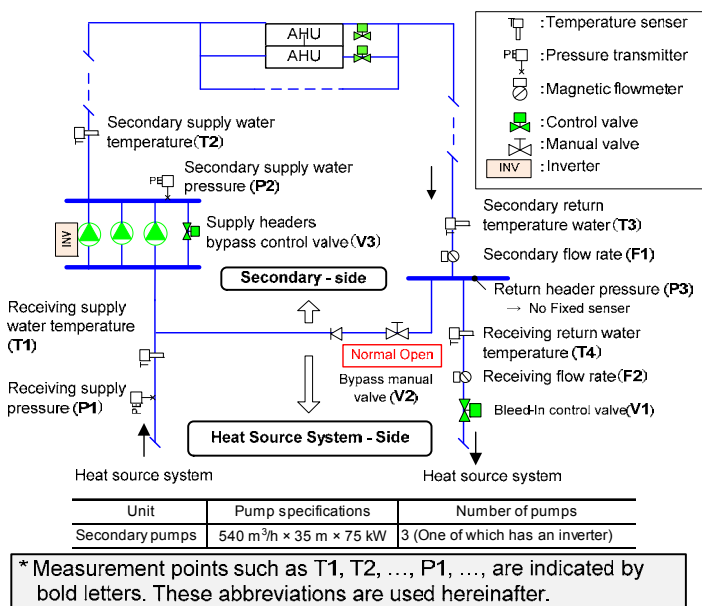 AHU
AHU
T
:Temperature senser
PE
:Pressure transmitter
:Magnetic flowmeter
:Control valve
:Manual valve
INV
:Inverter
T
Secondary supply water
temperature(T2)
PE
Secondary supply water
pressure (P2)
INV
Supply headers
bypass control valve(V3)
T
Secondary return
temperature water(T3)
Secondary flow rate(F1)
Secondary - side
Return header pressure (P3)
→ No Fixed senser
Receiving supply
water temperature
(T1)
T
Normal Open
Bypass manual
valve(V2)
T
Receiving return water
temperature(T4)
Receiving flow rate(F2)
Receiving supply
pressure(P1)
PE
Bleed-In control valve(V1)
Heat Source System - Side
Heat source system
Heat source system
Unit Pump specifications Number of pumps
Secondary pumps 540 m³/h × 35 m × 75 kW 3 (One of which has an inverter)
* Measurement points such as T1, T2, ..., P1, ..., are indicated by
bold letters. These abbreviations are used hereinafter.